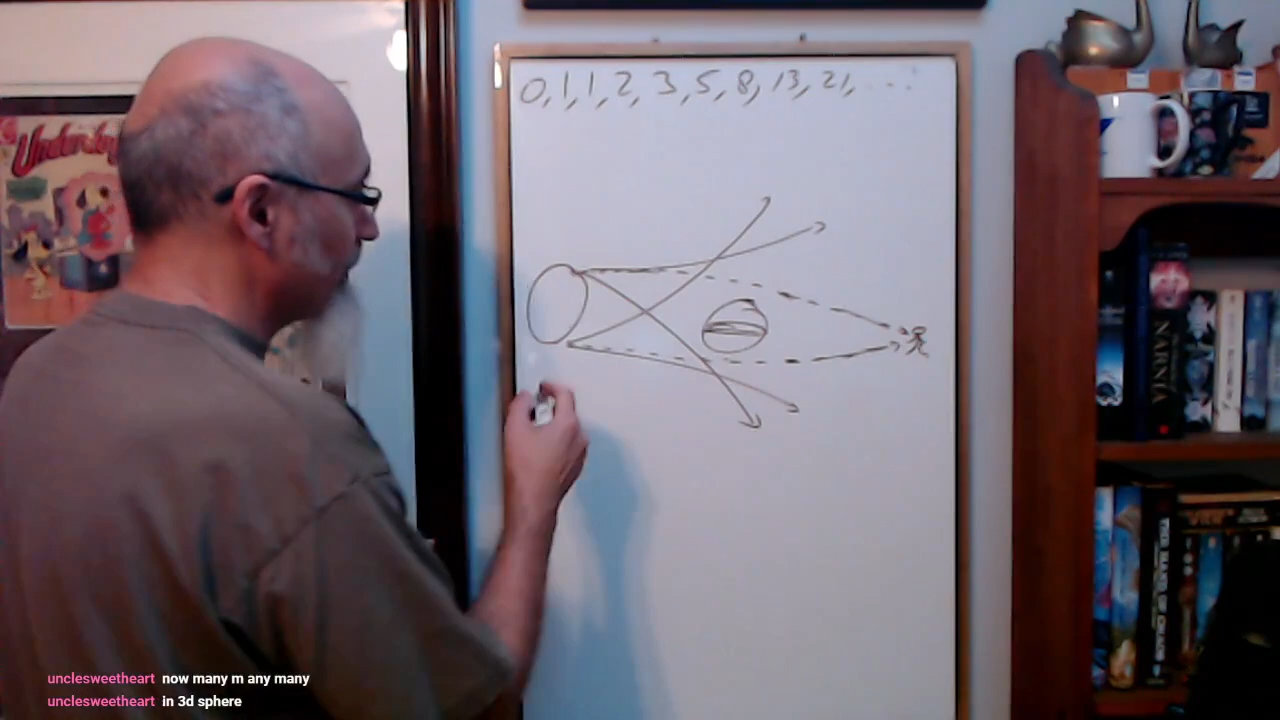 0, 1, 1, 2, 3, 5, 8, 13, 21, ...
Underdog
NARNIA
unclesweetheart now many m any many
unclesweetheart in 3d sphere